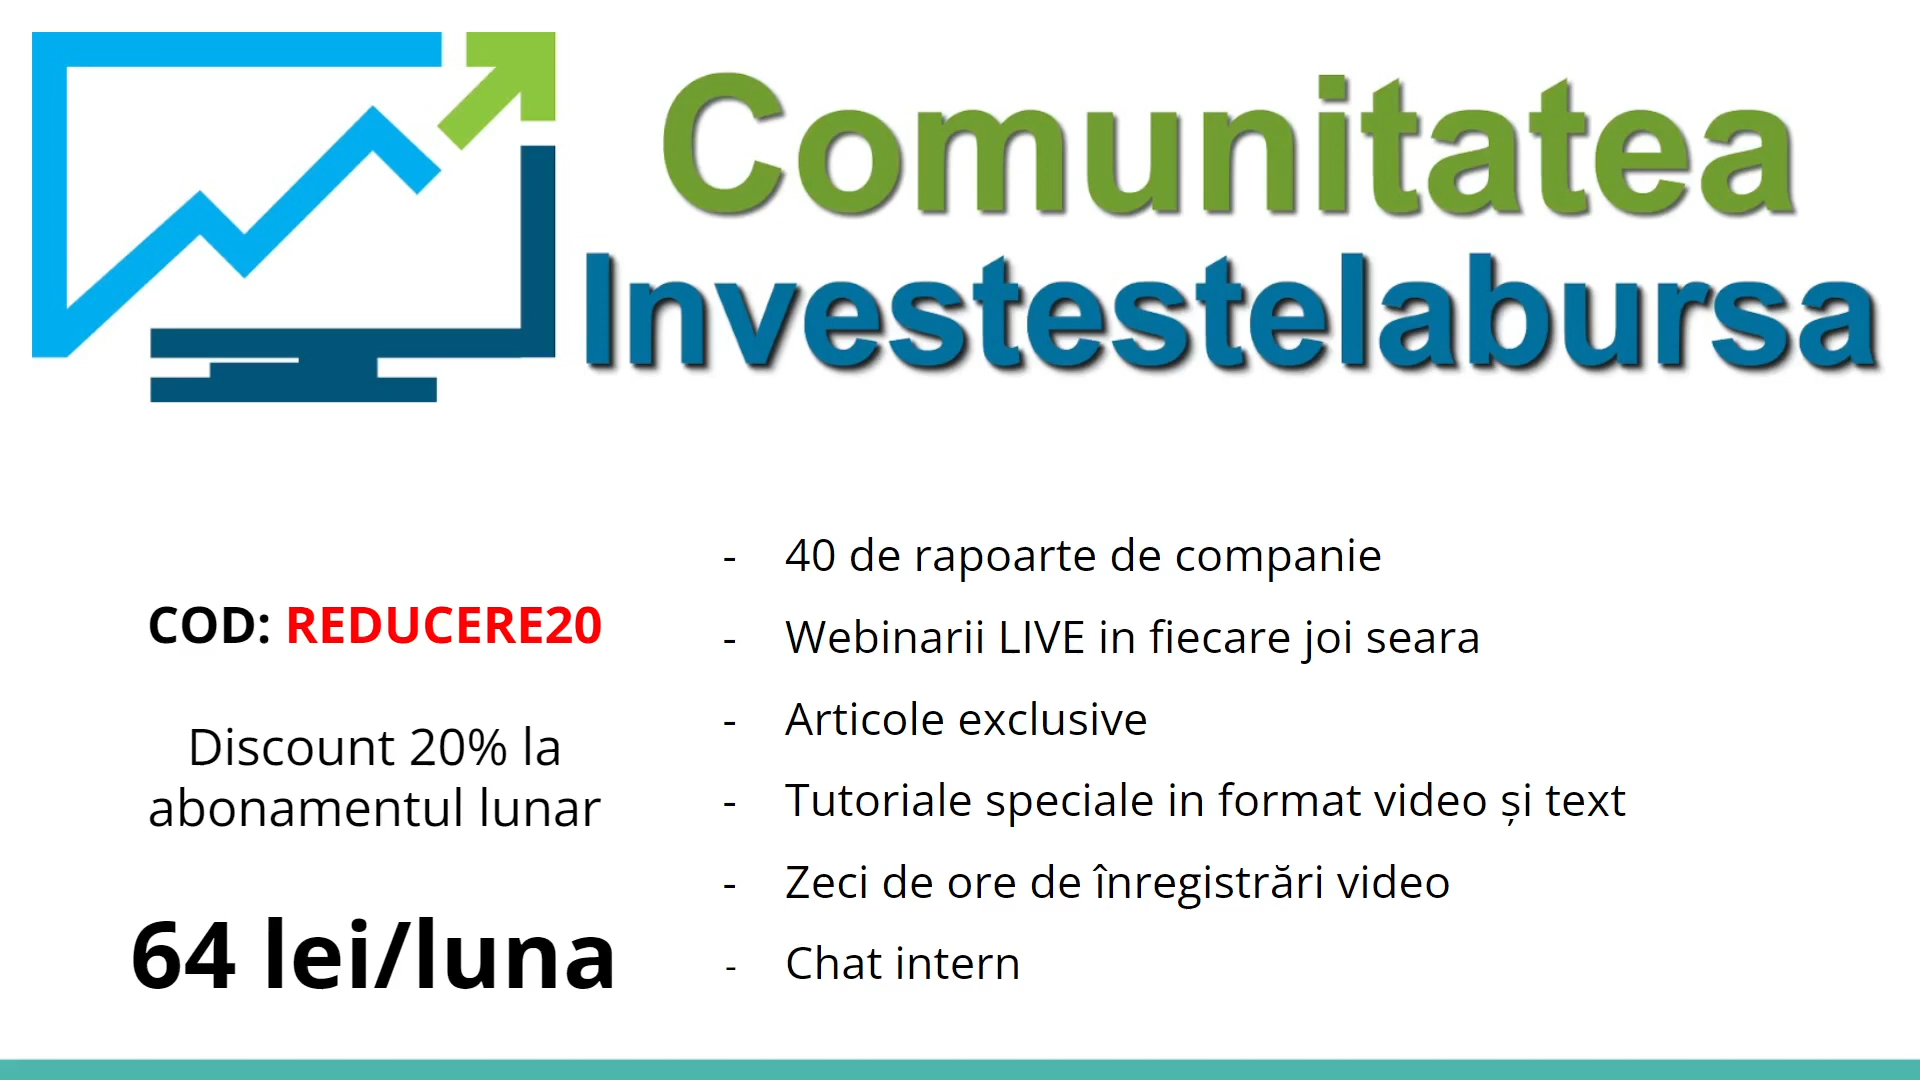 Comunitatea
Investestelabursa
COD: REDUCERE20
Discount 20% la
abonamentul lunar
64 lei/luna
- 40 de rapoarte de companie
- Webinarii LIVE in fiecare joi seara
- Articole exclusive
- Tutoriale speciale in format video și text
- Zeci de ore de înregistrări video
- Chat intern